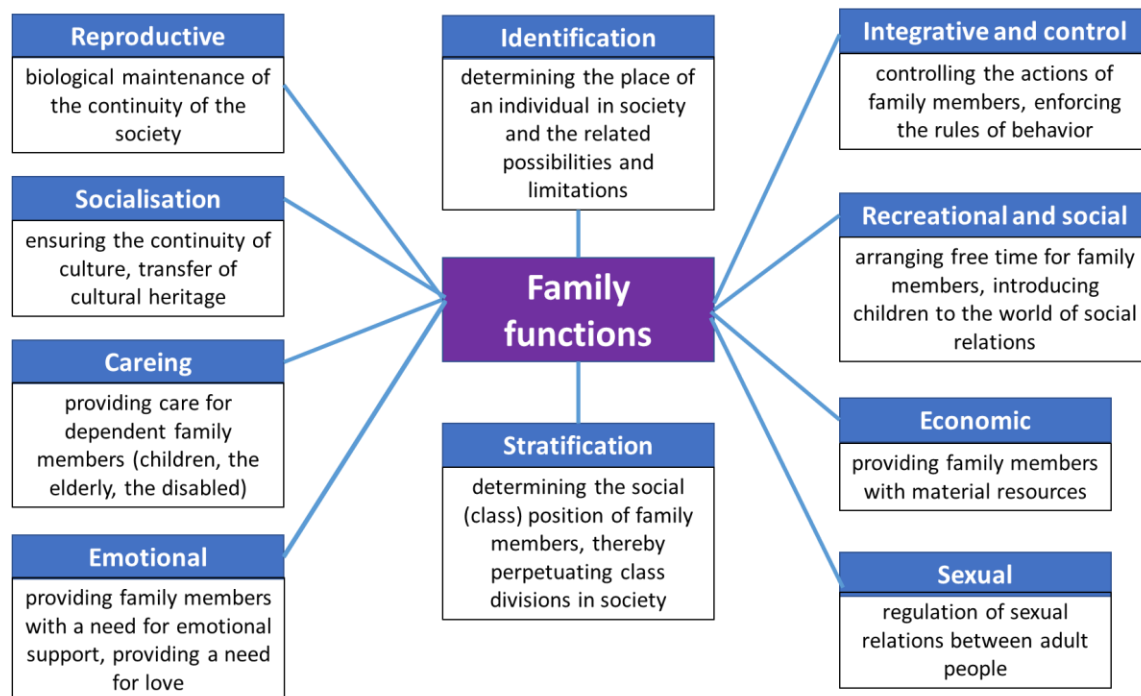 Reproductive
biological maintenance of
the continuity of the
society
Socialisation
ensuring the continuity of
culture, transfer of
cultural heritage
Careing
providing care for
dependent family
members (children, the
elderly, the disabled)
Emotional
providing family members
with a need for emotional
support, providing a need
for love
Identification
determining the place of
an individual in society
and the related
possibilities and
limitations
Family
functions
Stratification
determining the social
(class) position of family
members, thereby
perpetuating class
divisions in society
Integrative and control
controlling the actions of
family members, enforcing
the rules of behavior
Recreational and social
arranging free time for family
members, introducing
children to the world of social
relations
Economic
providing family members
with material resources
Sexual
regulation of sexual
relations between adult
people